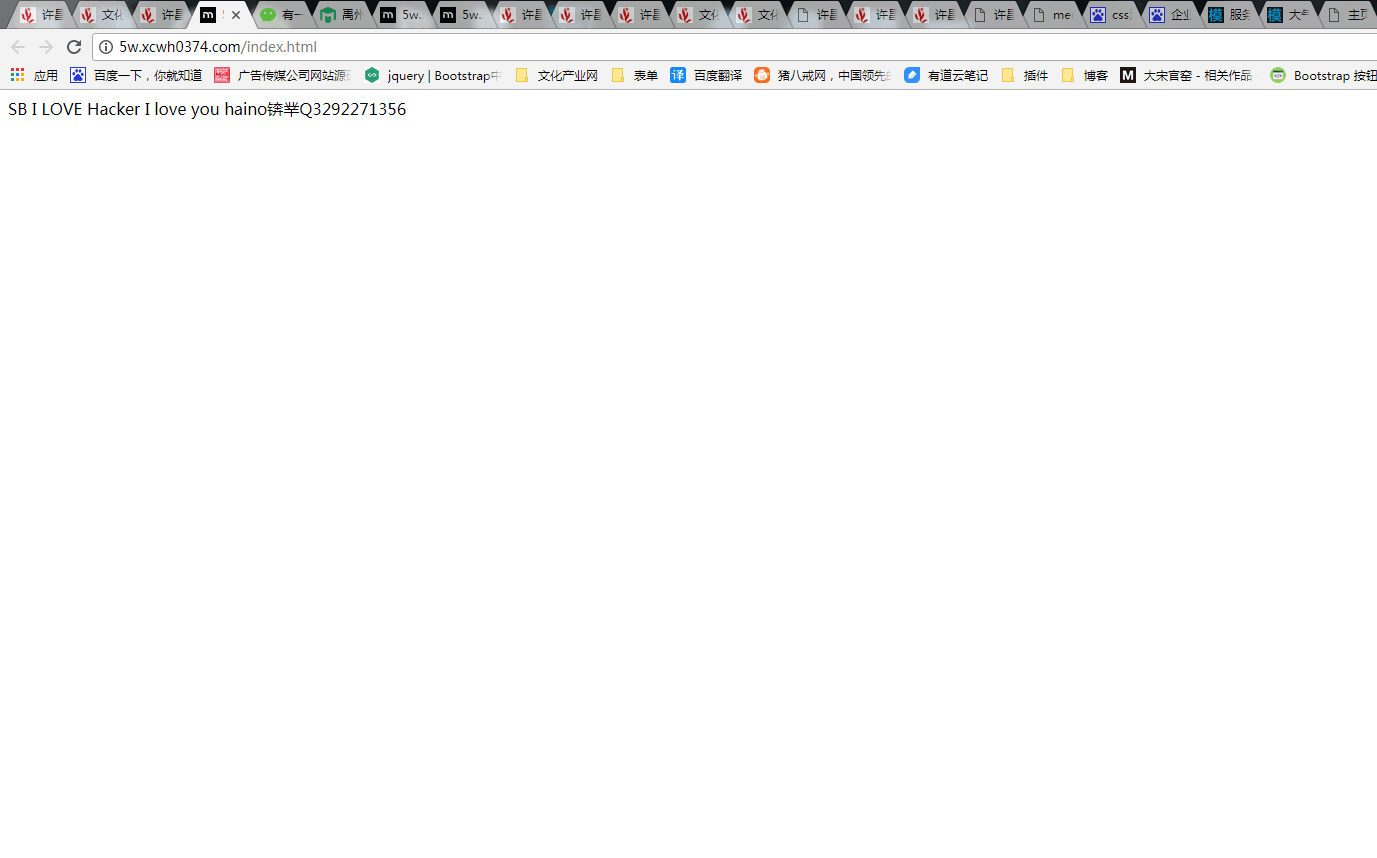 许昌 文化 许昌 有一 禹州 5w. 5w. 许昌 许昌 许昌 文化 文化 许昌 许昌 许昌 许昌 me css 企业 服务 大气 主页
5w.xcwh0374.com/index.html
应用 百度一下，你就知道 广告传媒公司网站源 jquery | Bootstrap中 文化产业网 表单 百度翻译 猪八戒网，中国领先 有道云笔记 插件 博客 大宋官窑 - 相关作品 Bootstrap 按钮
SB I LOVE Hacker I love you haino锛屽Q3292271356